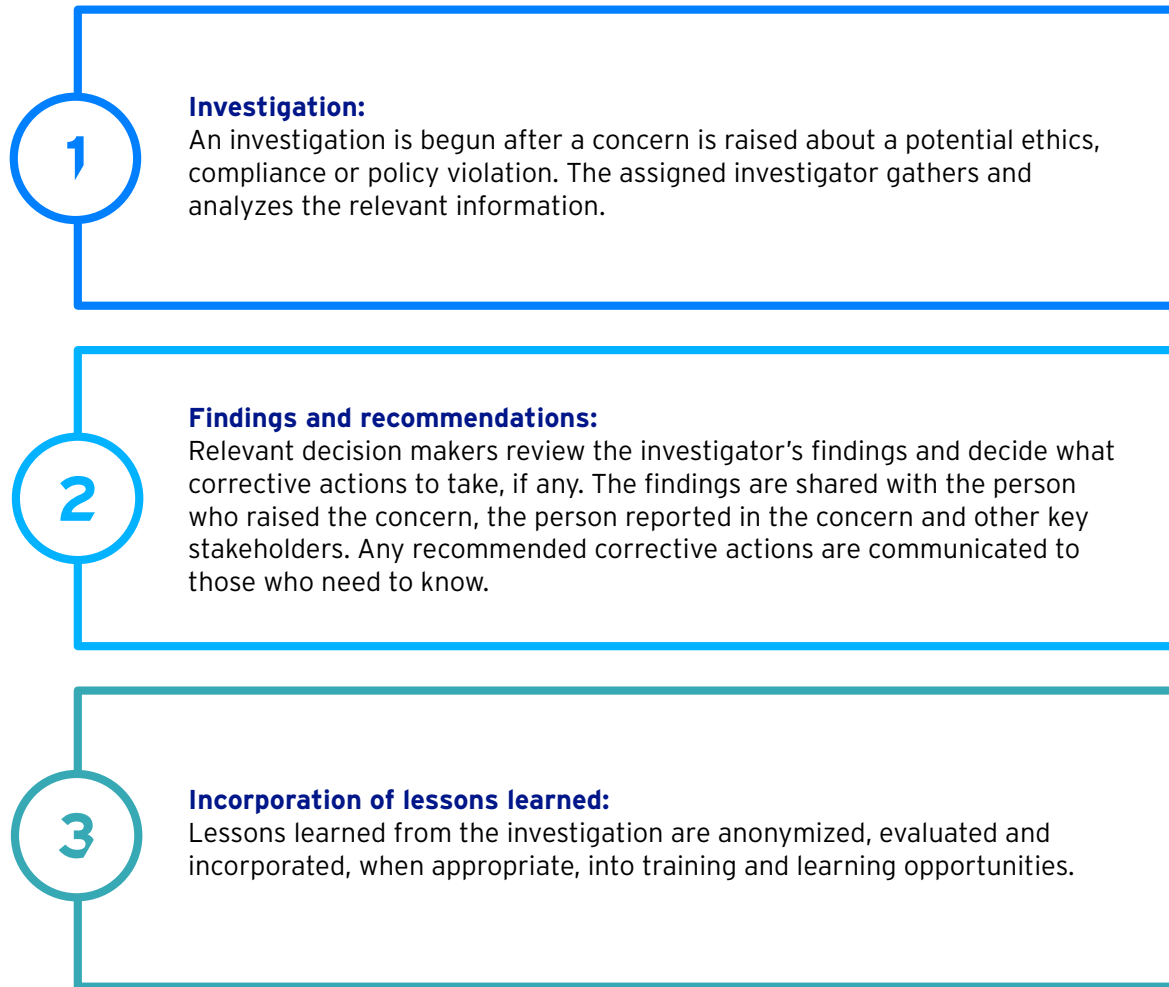 1
Investigation:
An investigation is begun after a concern is raised about a potential ethics,
compliance or policy violation. The assigned investigator gathers and
analyzes the relevant information.
2
Findings and recommendations:
Relevant decision makers review the investigator’s findings and decide what
corrective actions to take, if any. The findings are shared with the person
who raised the concern, the person reported in the concern and other key
stakeholders. Any recommended corrective actions are communicated to
those who need to know.
3
Incorporation of lessons learned:
Lessons learned from the investigation are anonymized, evaluated and
incorporated, when appropriate, into training and learning opportunities.